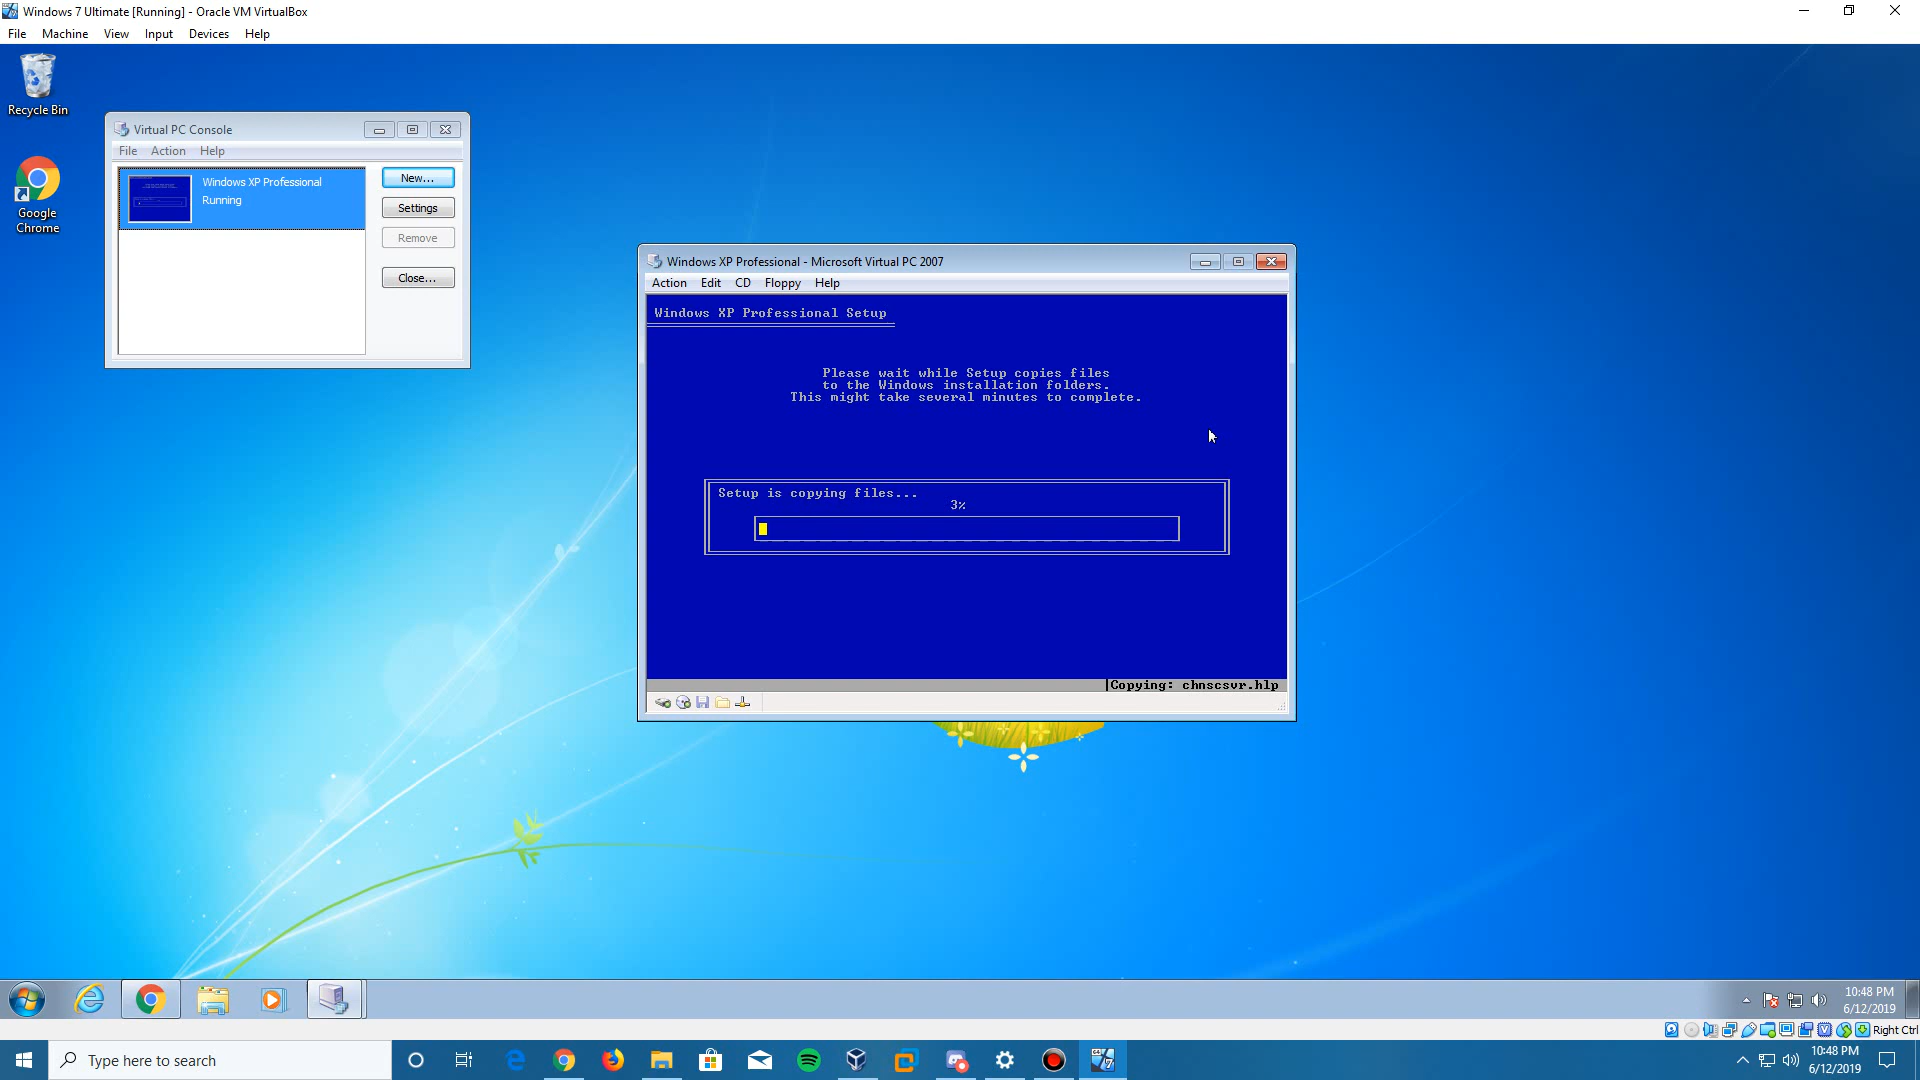 Windows 7 Ultimate [Running] - Oracle VM VirtualBox
File Machine View Input Devices Help
Recycle Bin
Google
Chrome
Virtual PC Console
File Action Help
Windows XP Professional
Running
New...
Settings
Remove
Close...
Windows XP Professional - Microsoft Virtual PC 2007
Action Edit CD Floppy Help
Windows XP Professional Setup
Please wait while Setup copies files
to the Windows installation folders.
This might take several minutes to complete.
Setup is copying files...
3%
Copying: chnscsvr.hlp
10:48 PM
6/12/2019
Right Ctrl
Type here to search
10:48 PM
6/12/2019